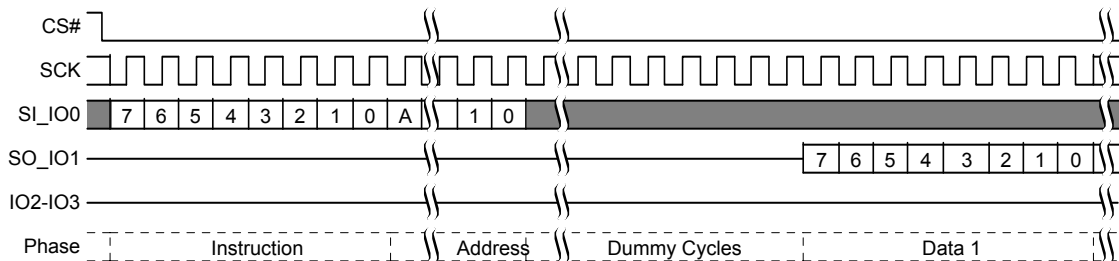 CS#
SCK
SI_IO0 7 6 5 4 3 2 1 0 A 1 0
SO_IO1 7 6 5 4 3 2 1 0
IO2-IO3
Phase Instruction Address Dummy Cycles Data 1